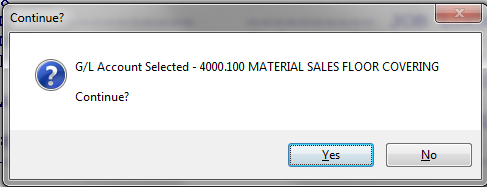 Continue?
G/L Account Selected - 4000.100 MATERIAL SALES FLOOR COVERING
Continue?
Yes
No